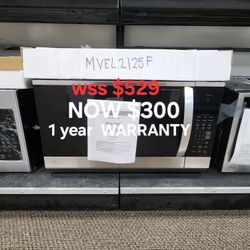 MVEL2125F
wss $529
NOW $300
1 year WARRANTY